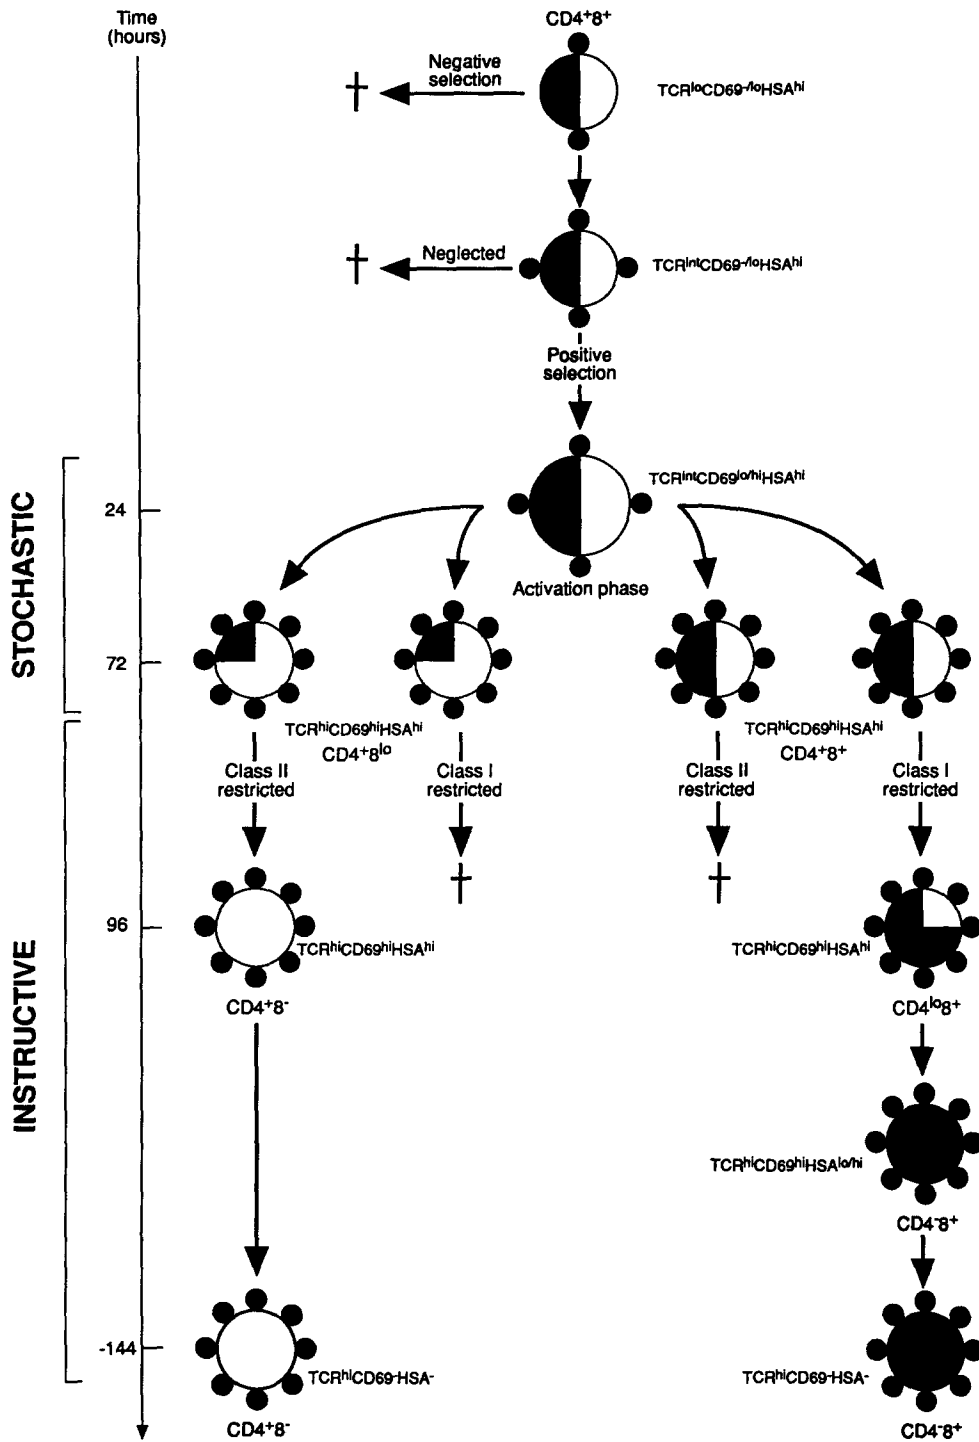 Time
(hours)
CD4⁺8⁺
Negative
selection
TCRˡᵒCD69⁻/ˡᵒHSAʰⁱ
Neglected
TCRⁱⁿᵗCD69⁻/ˡᵒHSAʰⁱ
Positive
selection
TCRⁱⁿᵗCD69ˡᵒ/ʰⁱHSAʰⁱ
24
Activation phase
STOCHASTIC
72
TCRʰⁱCD69ʰⁱHSAʰⁱ
CD4⁺8ˡᵒ
TCRʰⁱCD69ʰⁱHSAʰⁱ
CD4⁺8⁺
Class II
restricted
Class I
restricted
Class II
restricted
Class I
restricted
96
TCRʰⁱCD69ʰⁱHSAʰⁱ
CD4⁺8⁻
TCRʰⁱCD69ʰⁱHSAʰⁱ
CD4ˡᵒ8⁺
INSTRUCTIVE
TCRʰⁱCD69ʰⁱHSAˡᵒ/ʰⁱ
CD4⁻8⁺
-144
TCRʰⁱCD69⁻HSA⁻
CD4⁺8⁻
TCRʰⁱCD69⁻HSA⁻
CD4⁻8⁺